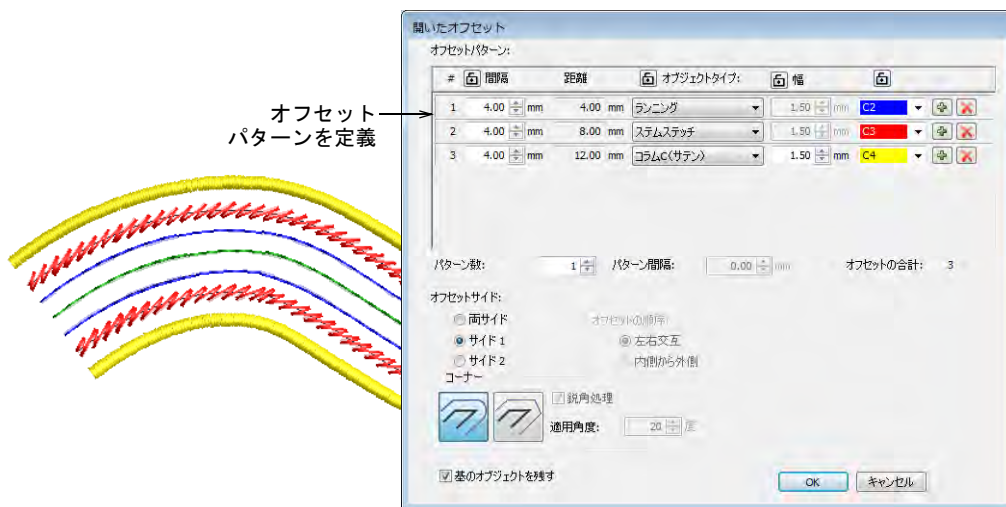 開いたオフセット
オフセットパターン:
# 間隔 距離 オブジェクトタイプ: 幅
オフセット
パターンを定義
1 4.00 mm 4.00 mm ランニング 1.50 mm C2
2 4.00 mm 8.00 mm ステムステッチ 1.50 mm C3
3 4.00 mm 12.00 mm コラムC(サテン) 1.50 mm C4
パターン数: 1 パターン間隔: 0.00 mm オフセットの合計: 3
オフセットサイド:
両サイド オフセットの順序:
サイド 1 左右交互
サイド 2 内側から外側
コーナー
鋭角処理
適用角度: 20 度
基のオブジェクトを残す
OK キャンセル